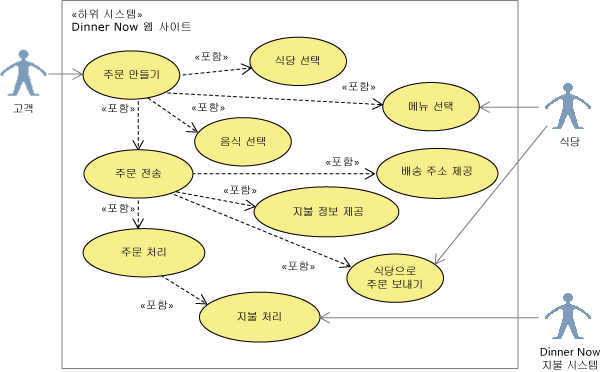 «하위 시스템»
Dinner Now 웹 사이트
«포함»
식당 선택
주문 만들기
«포함»
고객
«포함»
«포함»
메뉴 선택
식당
음식 선택
«포함»
주문 전송
배송 주소 제공
«포함»
«포함»
지불 정보 제공
주문 처리
«포함»
식당으로
주문 보내기
«포함»
지불 처리
Dinner Now
지불 시스템